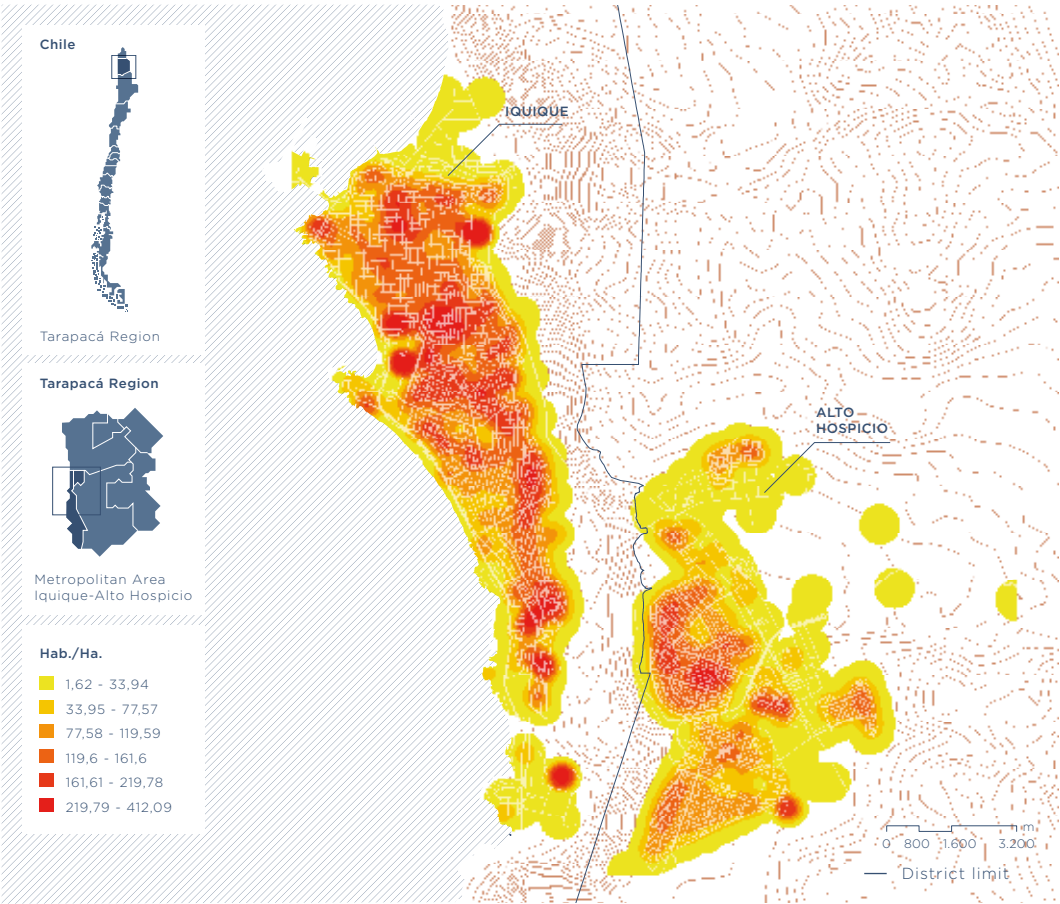 Chile
Tarapacá Region
Tarapacá Region
Metropolitan Area
Iquique-Alto Hospicio
Hab./Ha.
1,62 - 33,94
33,95 - 77,57
77,58 - 119,59
119,6 - 161,6
161,61 - 219,78
219,79 - 412,09
IQUIQUE
ALTO
HOSPICIO
m
0 800 1.600 3.200
District limit